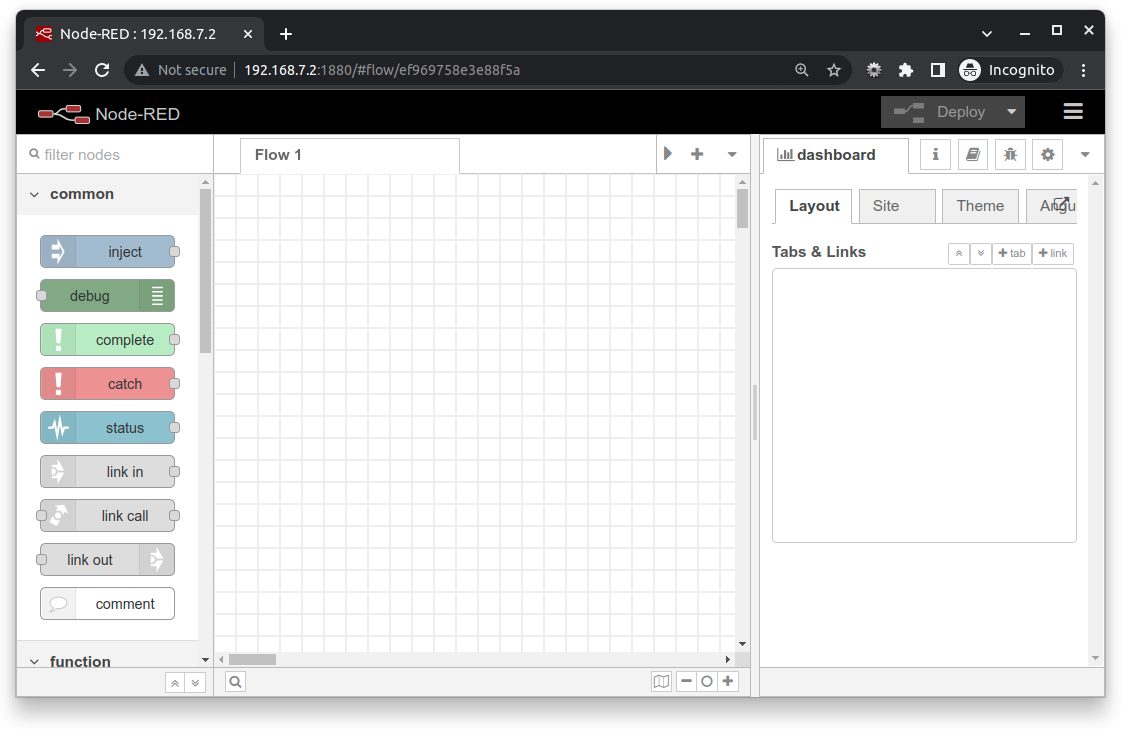 Node-RED : 192.168.7.2
Not secure 192.168.7.2:1880/#flow/ef969758e3e88f5a Incognito
Node-RED Deploy
filter nodes Flow 1 dashboard
common Layout Site Theme Angu
inject Tabs & Links tab link
debug
complete
catch
status
link in
link call
link out
comment
function